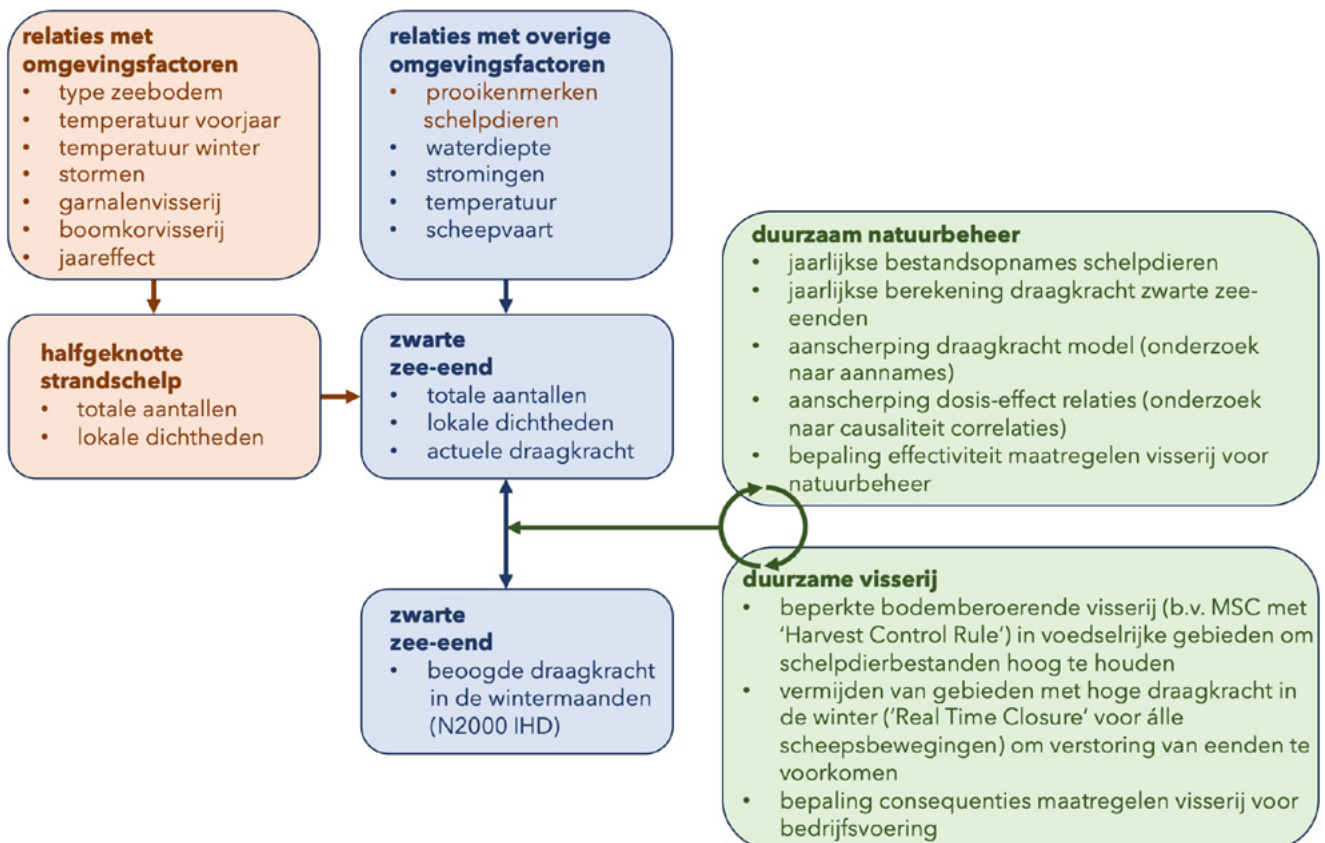 relaties met
omgevingsfactoren
• type zeebodem
• temperatuur voorjaar
• temperatuur winter
• stormen
• garnalenvisserij
• boomkorvisserij
• jaareffect
relaties met overige
omgevingsfactoren
• prooikenmerken
schelpdieren
• waterdiepte
• stromingen
• temperatuur
• scheepvaart
halfgeknotte
strandschelp
• totale aantallen
• lokale dichtheden
zwarte
zee-eend
• totale aantallen
• lokale dichtheden
• actuele draagkracht
zwarte
zee-eend
• beoogde draagkracht
in de wintermaanden
(N2000 IHD)
duurzaam natuurbeheer
• jaarlijkse bestandsopnames schelpdieren
• jaarlijkse berekening draagkracht zwarte zee-
eenden
• aanscherping draagkracht model (onderzoek
naar aannames)
• aanscherping dosis-effect relaties (onderzoek
naar causaliteit correlaties)
• bepaling effectiviteit maatregelen visserij voor
natuurbeheer
duurzame visserij
• beperkte bodemberoerende visserij (b.v. MSC met
‘Harvest Control Rule’) in voedselrijke gebieden om
schelpdierbestanden hoog te houden
• vermijden van gebieden met hoge draagkracht in
de winter (‘Real Time Closure’ voor álle
scheepsbewegingen) om verstoring van eenden te
voorkomen
• bepaling consequenties maatregelen visserij voor
bedrijfsvoering